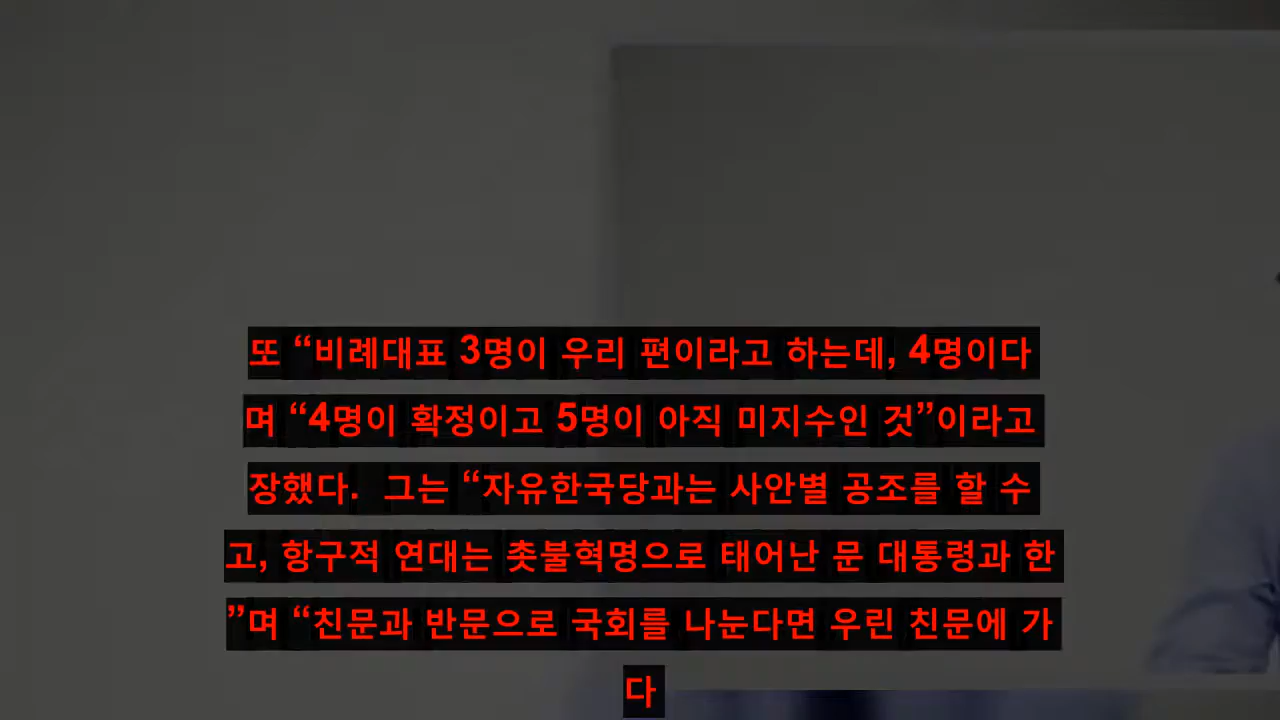 또 “비례대표 3명이 우리 편이라고 하는데, 4명이다
며 “4명이 확정이고 5명이 아직 미지수인 것”이라고
장했다.  그는 “자유한국당과는 사안별 공조를 할 수
고, 항구적 연대는 촛불혁명으로 태어난 문 대통령과 한
”며 “친문과 반문으로 국회를 나눈다면 우린 친문에 가
다